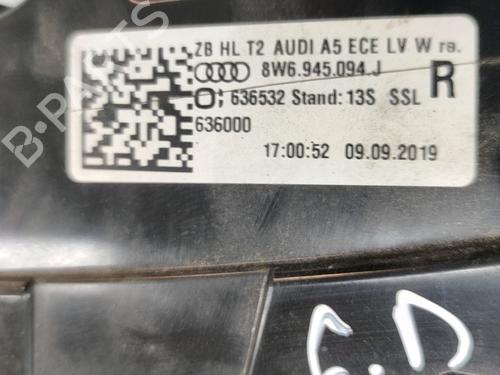 ZB HL T2 AUDI A5 ECE LV W re.
8W6.945.094.J R
636532 Stand: 13S SSL
636000
17:00:52 09.09.2019